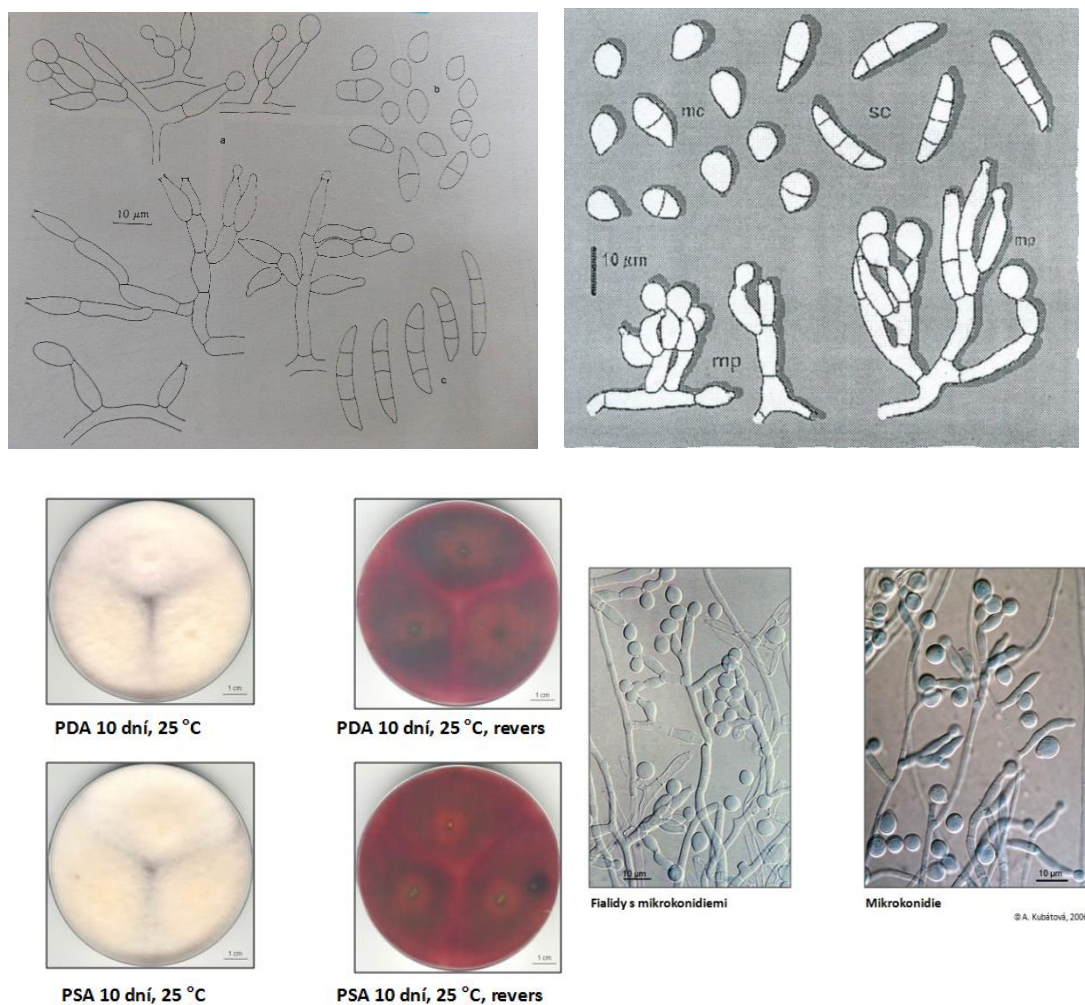 a
b
10 µm
c
mc
sc
10 µm
mp
mp
PDA 10 dní, 25 °C
PDA 10 dní, 25 °C, revers
1 cm
1 cm
PSA 10 dní, 25 °C
PSA 10 dní, 25 °C, revers
1 cm
1 cm
10 µm
Fialidy s mikrokonidiemi
10 µm
Mikrokonidie
© A. Kubátová, 2006